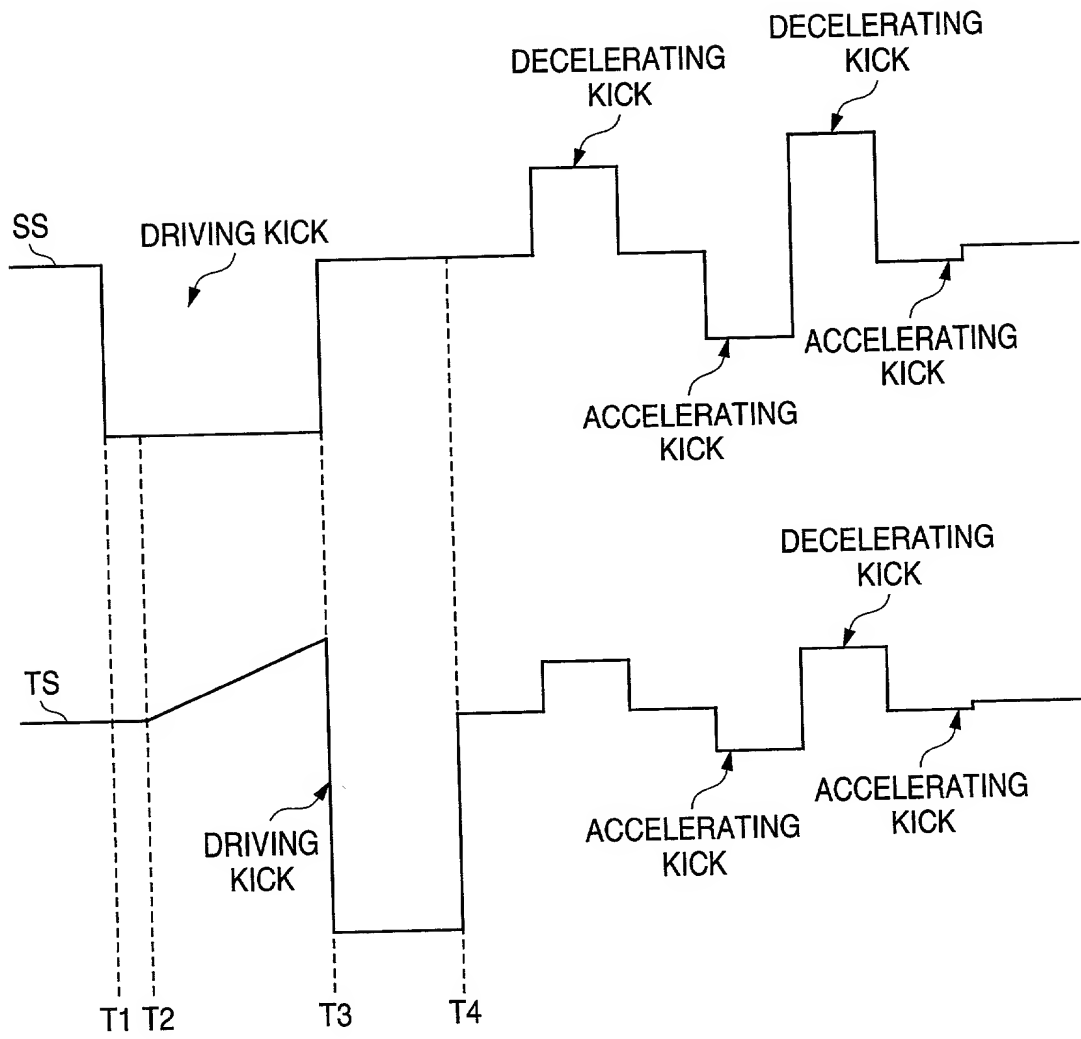 DECELERATING
KICK
DECELERATING
KICK
SS
DRIVING KICK
ACCELERATING
KICK
ACCELERATING
KICK
DECELERATING
KICK
TS
DRIVING
KICK
ACCELERATING
KICK
ACCELERATING
KICK
T1 T2 T3 T4